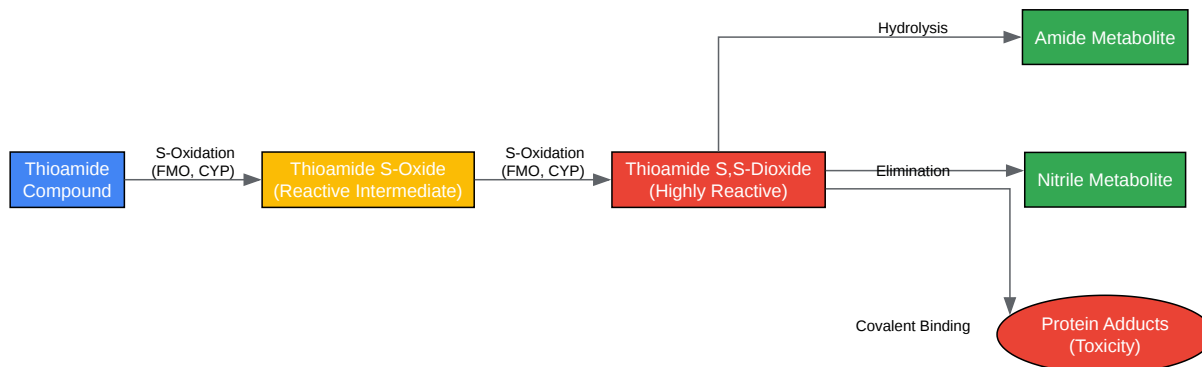 Hydrolysis
Amide Metabolite
Thioamide
Compound
S-Oxidation
(FMO, CYP)
Thioamide S-Oxide
(Reactive Intermediate)
S-Oxidation
(FMO, CYP)
Thioamide S,S-Dioxide
(Highly Reactive)
Elimination
Nitrile Metabolite
Covalent Binding
Protein Adducts
(Toxicity)